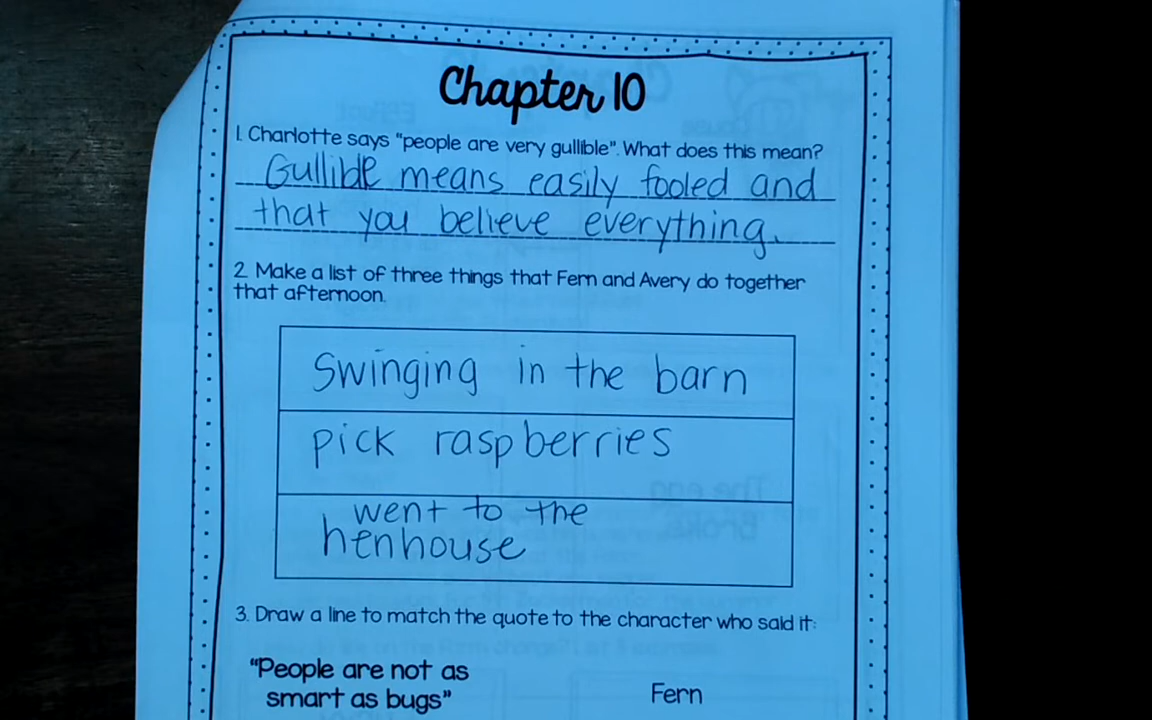 Chapter 10
1. Charlotte says "people are very gullible". What does this mean?
Gullible means easily fooled and
that you believe everything.
2. Make a list of three things that Fern and Avery do together
that afternoon.
Swinging in the barn
pick raspberries
went to the
henhouse
3. Draw a line to match the quote to the character who said it:
"People are not as
smart as bugs"
Fern